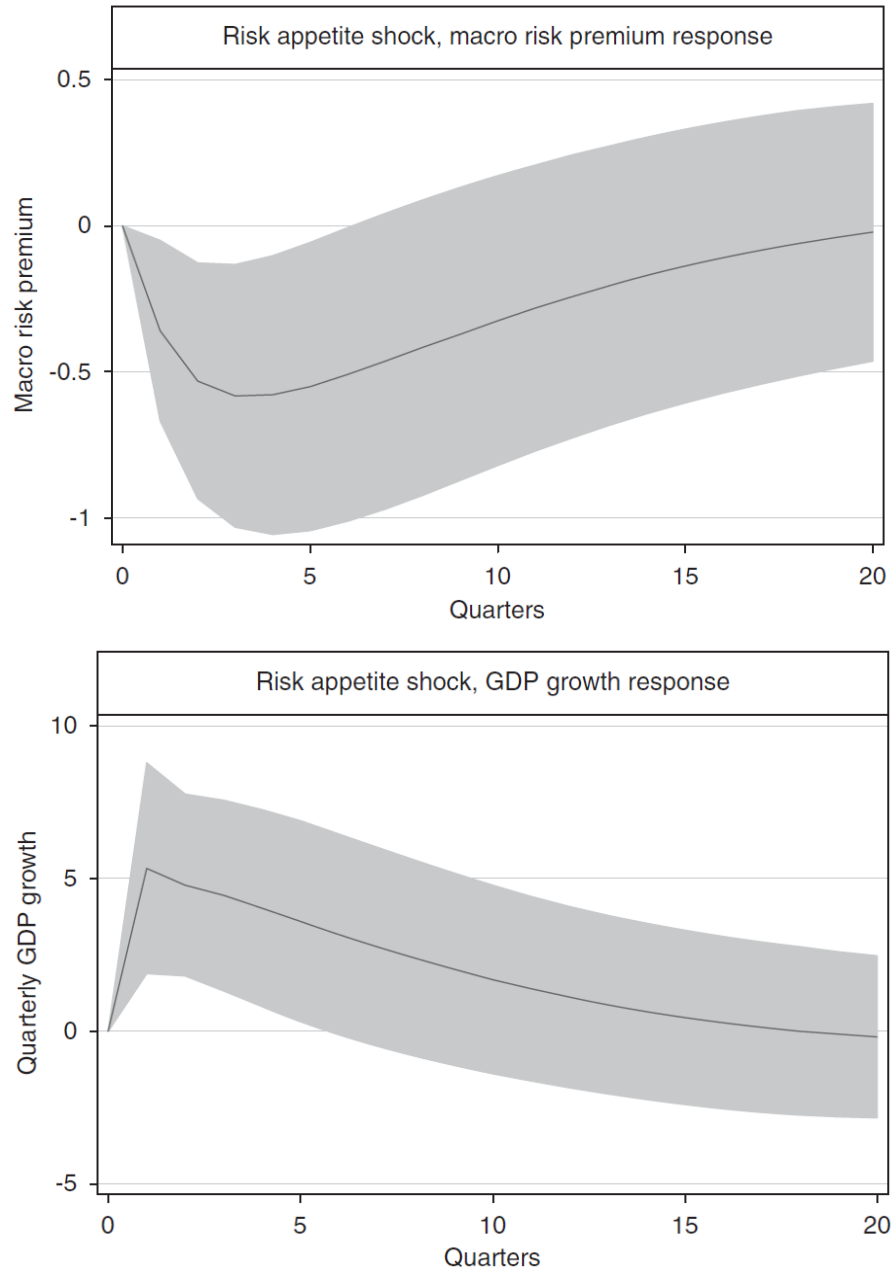 Risk appetite shock, macro risk premium response
0.5
0
-0.5
-1
Macro risk premium
0 5 10 15 20
Quarters
Risk appetite shock, GDP growth response
10
5
0
-5
Quarterly GDP growth
0 5 10 15 20
Quarters